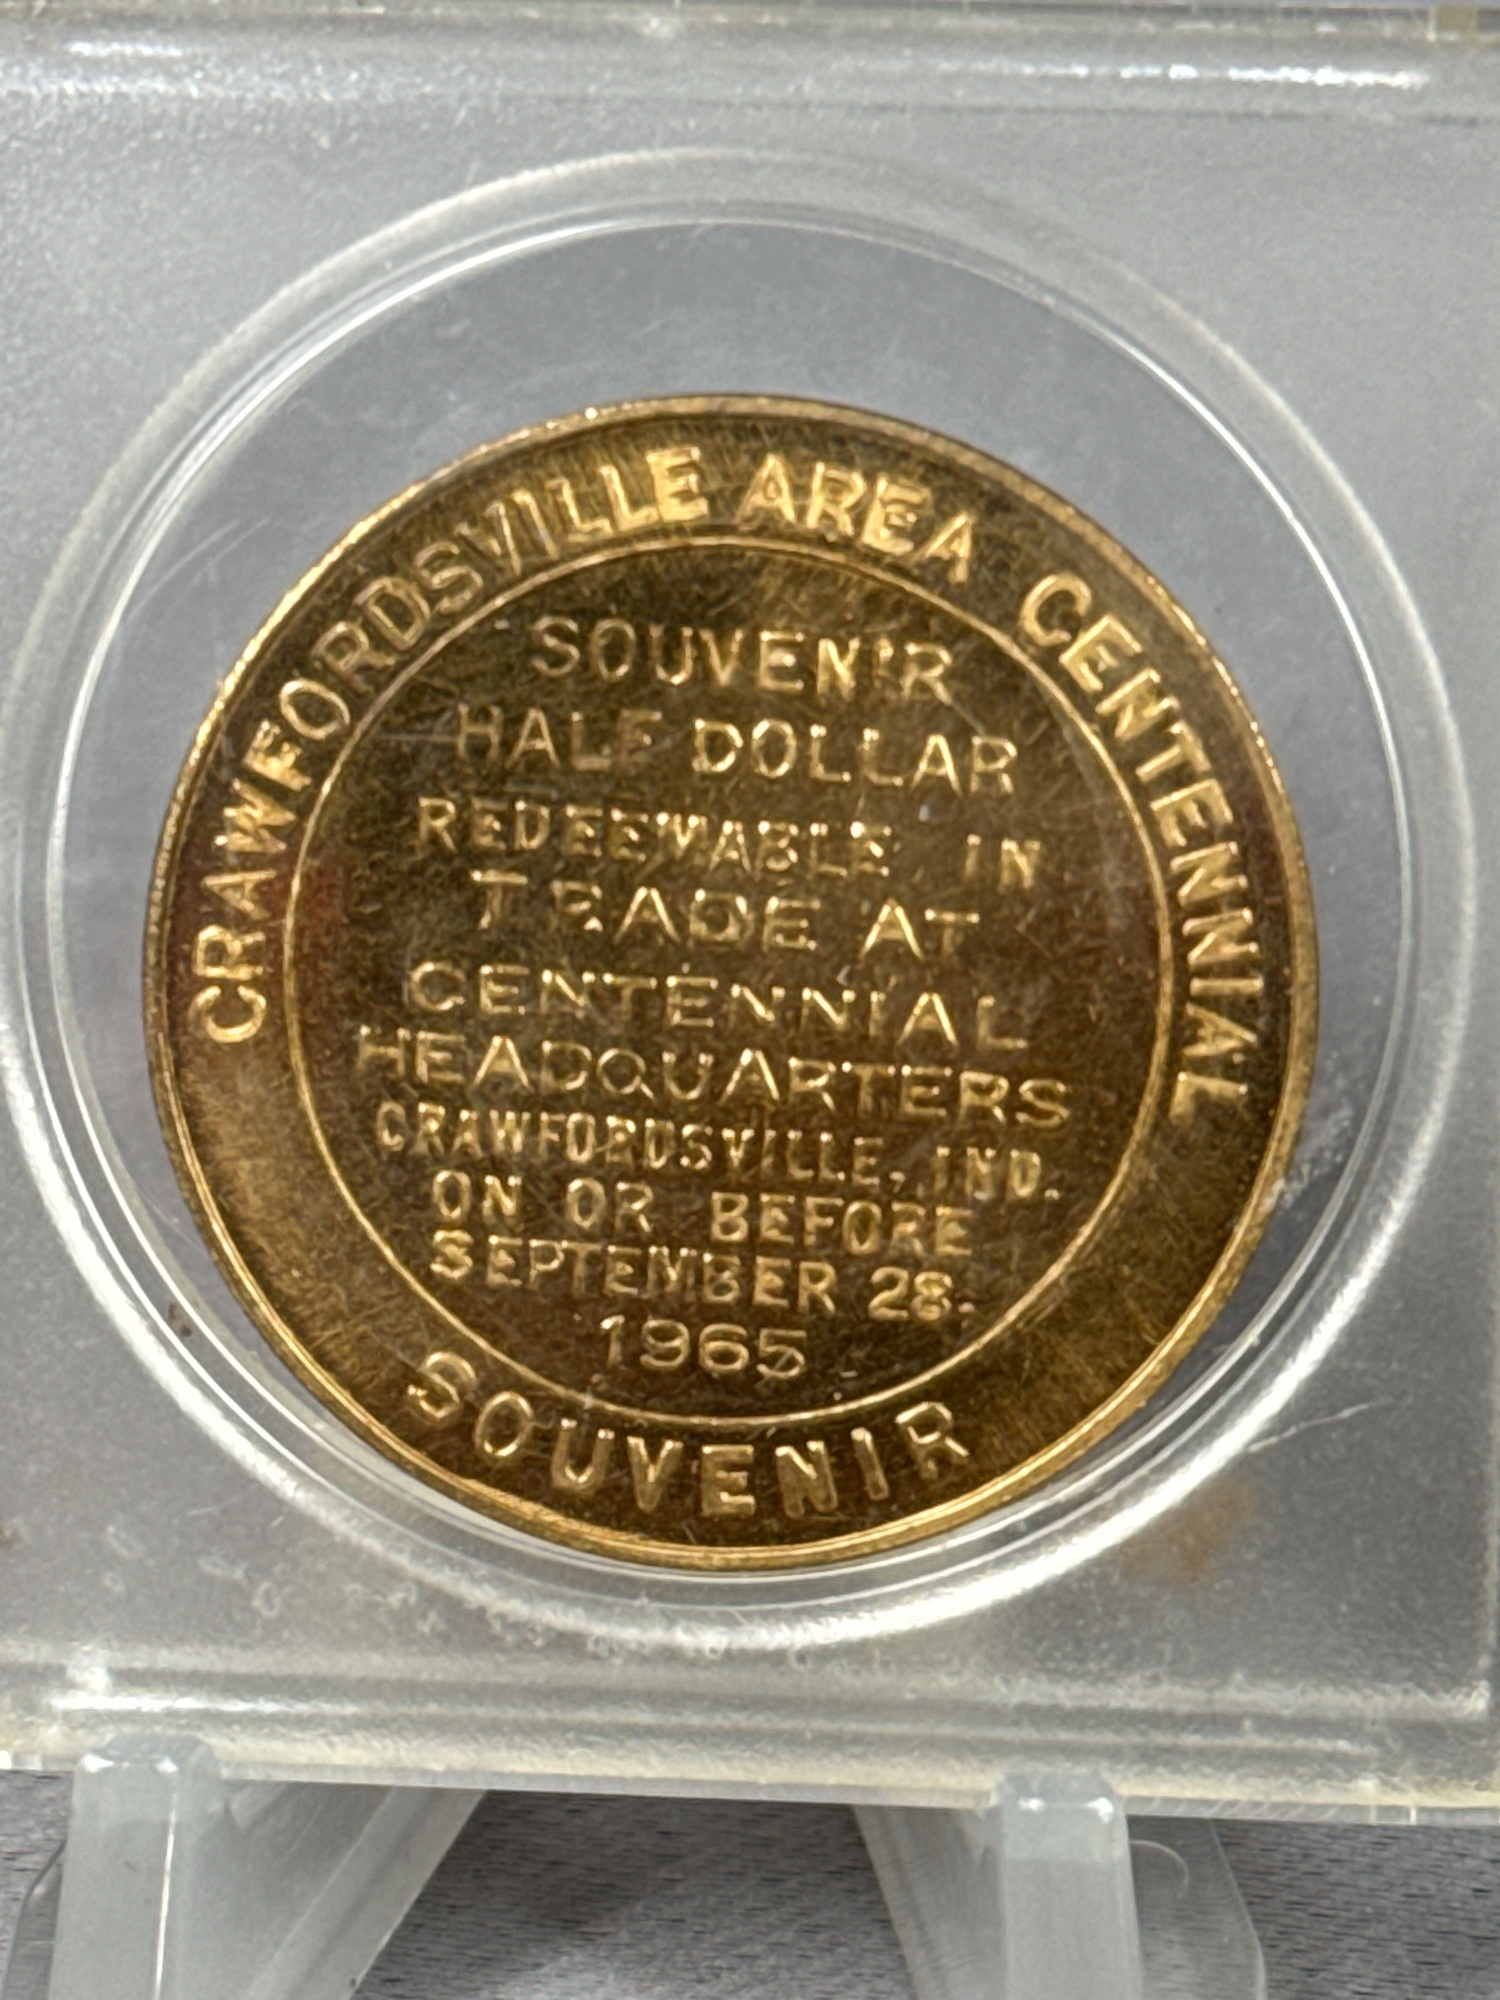 CRAWFORDSVILLE AREA CENTENNIAL
SOUVENIR
HALF DOLLAR
REDEEMABLE IN
TRADE AT
CENTENNIAL
HEADQUARTERS
CRAWFORDSVILLE, IND.
ON OR BEFORE
SEPTEMBER 28,
1965
SOUVENIR